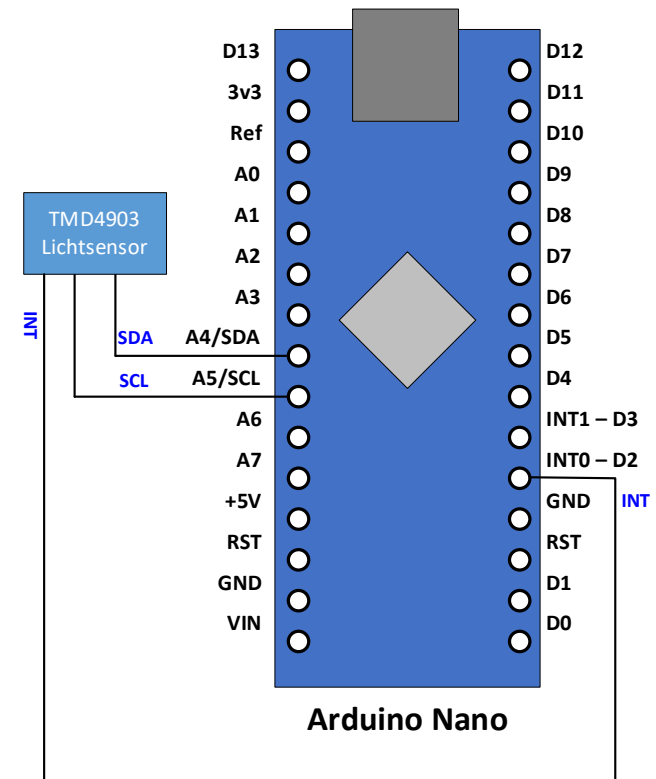 D13
D12
3v3
D11
Ref
D10
A0
D9
TMD4903
Lichtsensor
A1
D8
A2
D7
A3
D6
INT
SDA
A4/SDA
D5
SCL
A5/SCL
D4
A6
INT1 – D3
A7
INT0 – D2
+5V
GND
INT
RST
RST
GND
D1
VIN
D0
Arduino Nano